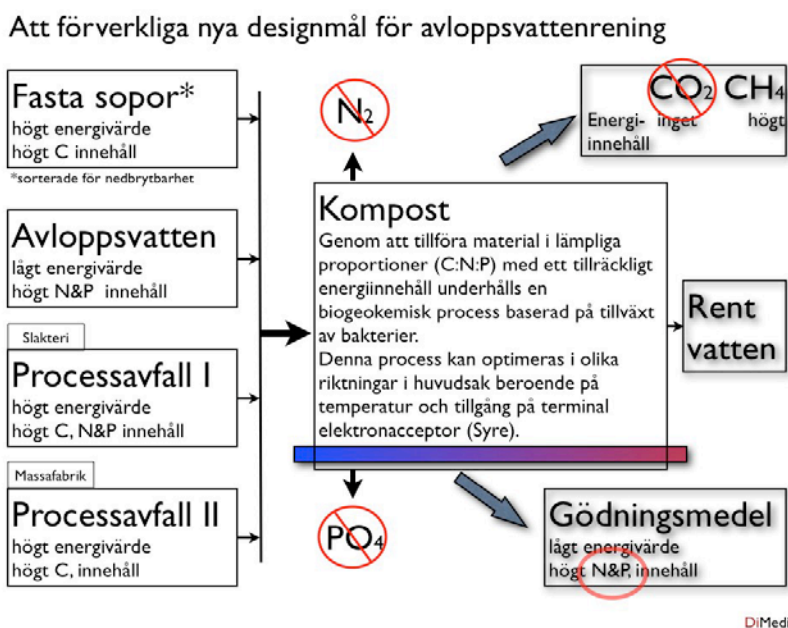 Att förverkliga nya designmål för avloppsvattenrening
Fasta sopor*
högt energivärde
högt C innehåll
*sorterade för nedbrytbarhet
Avloppsvatten
lågt energivärde
högt N&P innehåll
Slakteri
Processavfall I
högt energivärde
högt C, N&P innehåll
Massafabrik
Processavfall II
högt energivärde
högt C, innehåll
N2
Kompost
Genom att tillföra material i lämpliga
proportioner (C:N:P) med ett tillräckligt
energiinnehåll underhålls en
biogeokemisk process baserad på tillväxt
av bakterier.
Denna process kan optimeras i olika
riktningar i huvudsak beroende på
temperatur och tillgång på terminal
elektronacceptor (Syre).
PO4
CO2 CH4
Energi- inget högt
innehåll
Rent
vatten
Gödningsmedel
lågt energivärde
högt N&P, innehåll
DiMedi